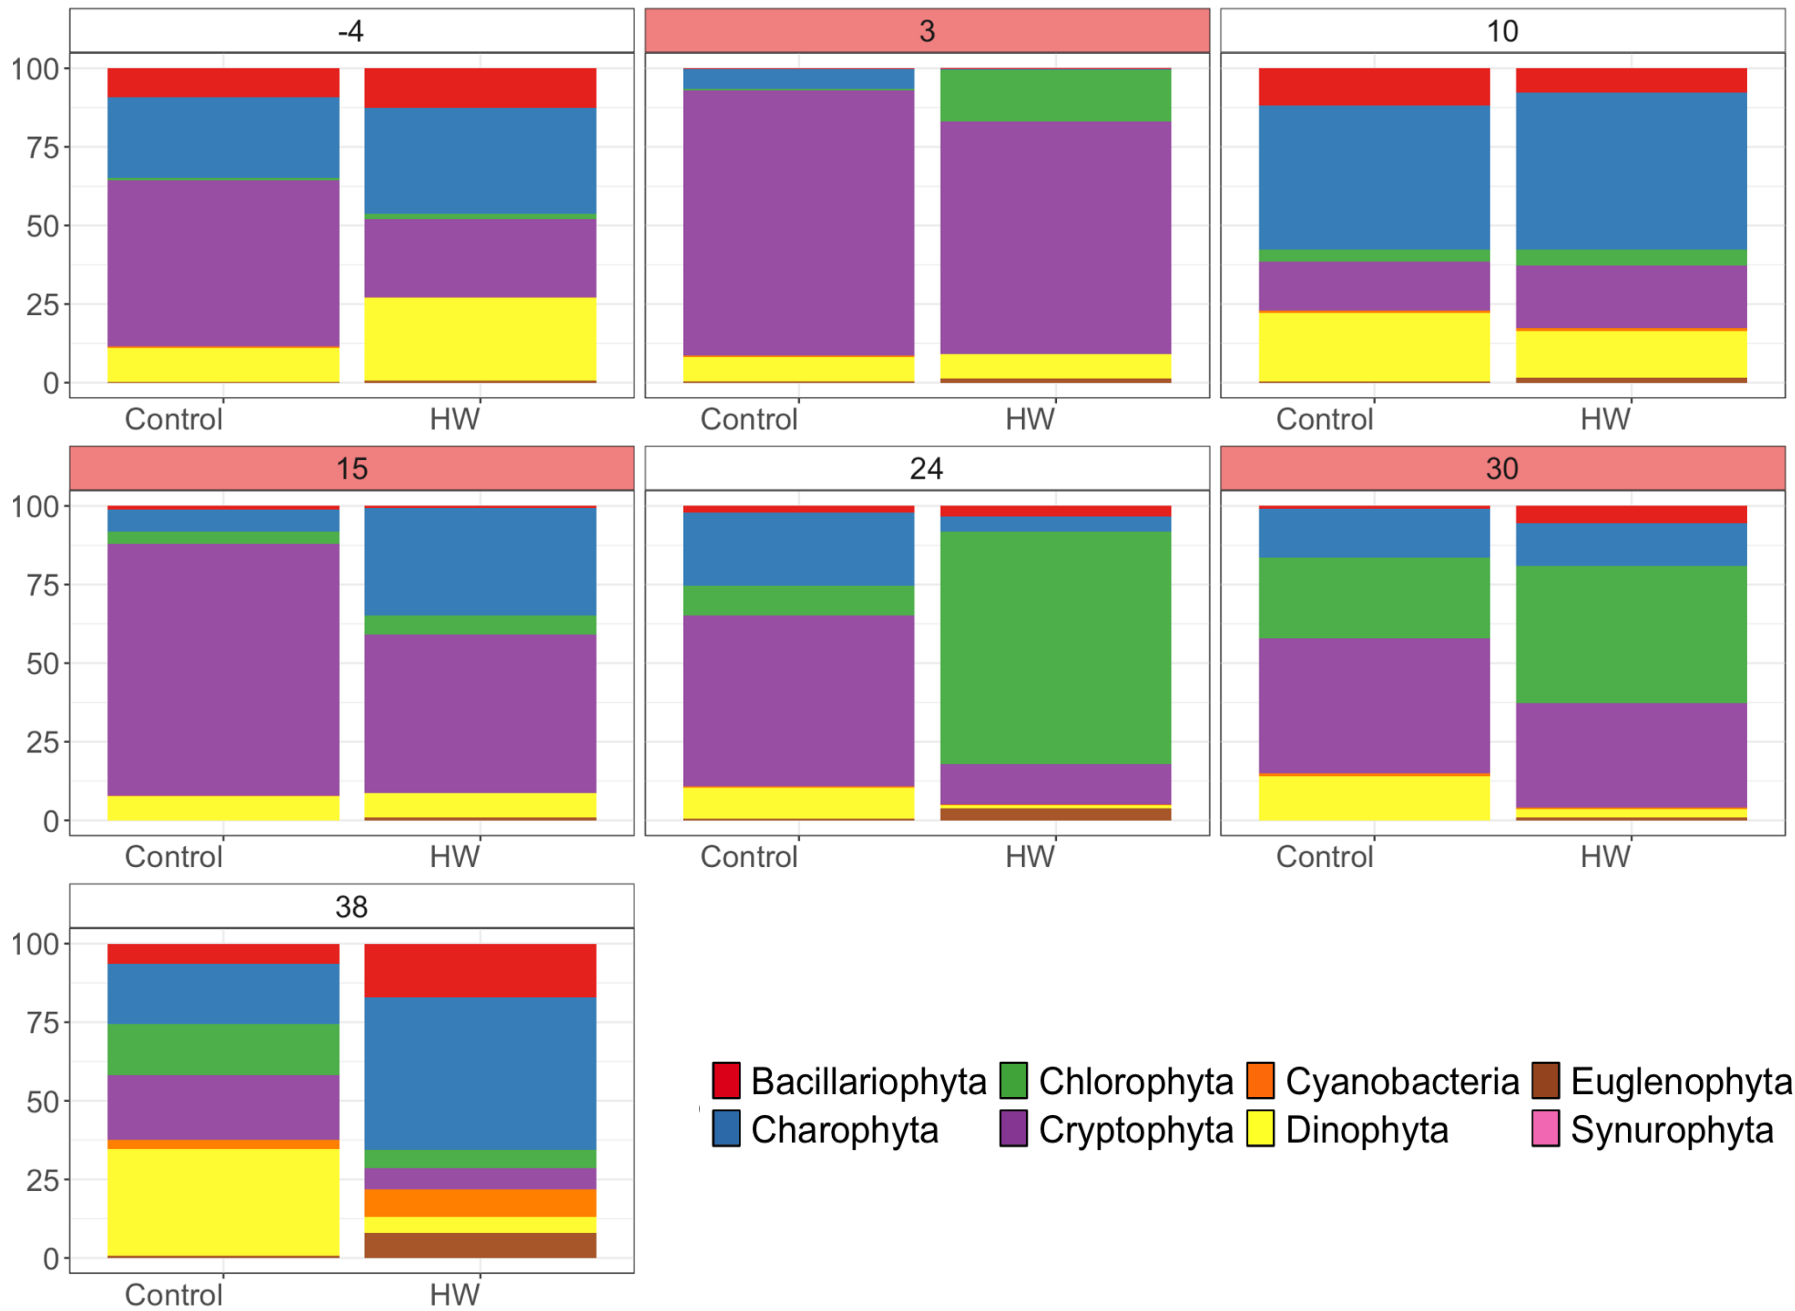 -4 3 10
100
75
50
25
0
Control HW Control HW Control HW
15 24 30
100
75
50
25
0
Control HW Control HW Control HW
38
100
75
50
25
0
Control HW
Bacillariophyta Chlorophyta Cyanobacteria Euglenophyta
Charophyta Cryptophyta Dinophyta Synurophyta